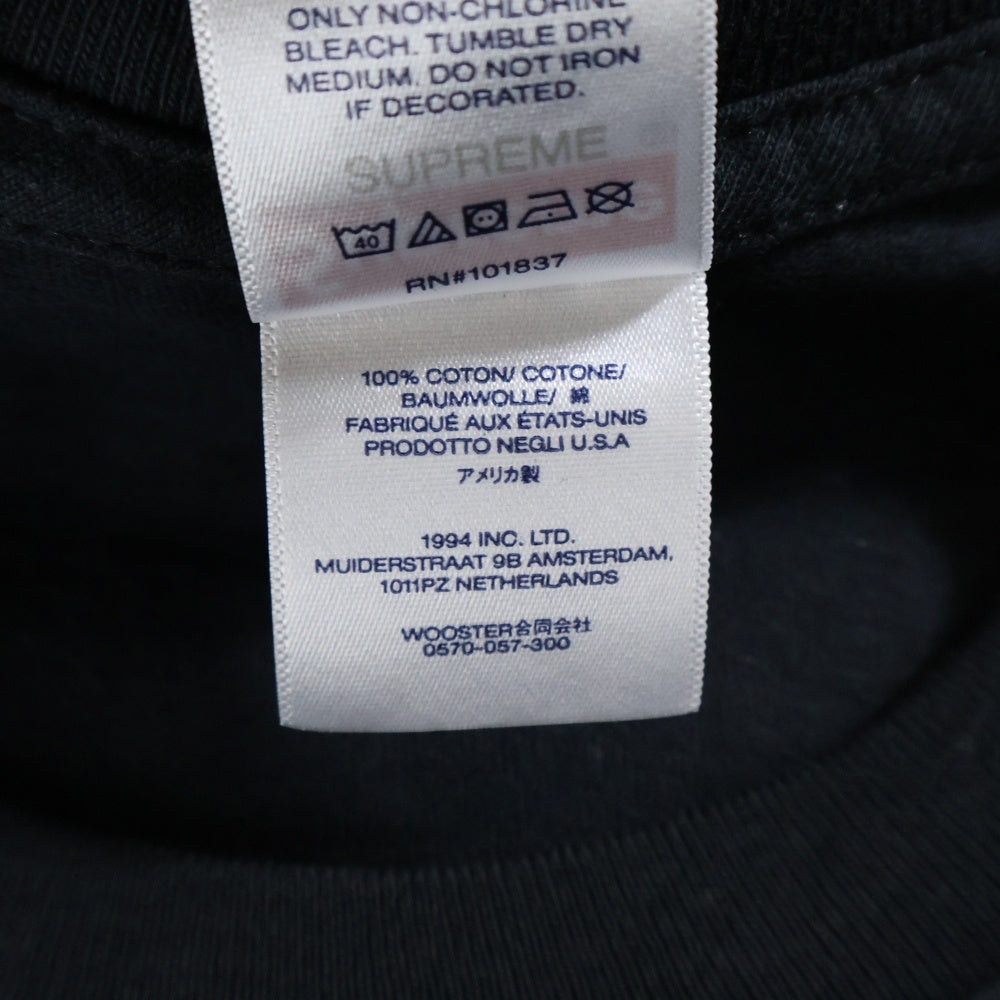 ONLY NON-CHLORINE
BLEACH. TUMBLE DRY
MEDIUM. DO NOT IRON
IF DECORATED.
SUPREME
40
RN#101837
100% COTON/ COTONE/
BAUMWOLLE/ 綿
FABRIQUÉ AUX ÉTATS-UNIS
PRODOTTO NEGLI U.S.A
アメリカ製
1994 INC. LTD.
MUIDERSTRAAT 9B AMSTERDAM,
1011PZ NETHERLANDS
WOOSTER合同会社
0570-057-300